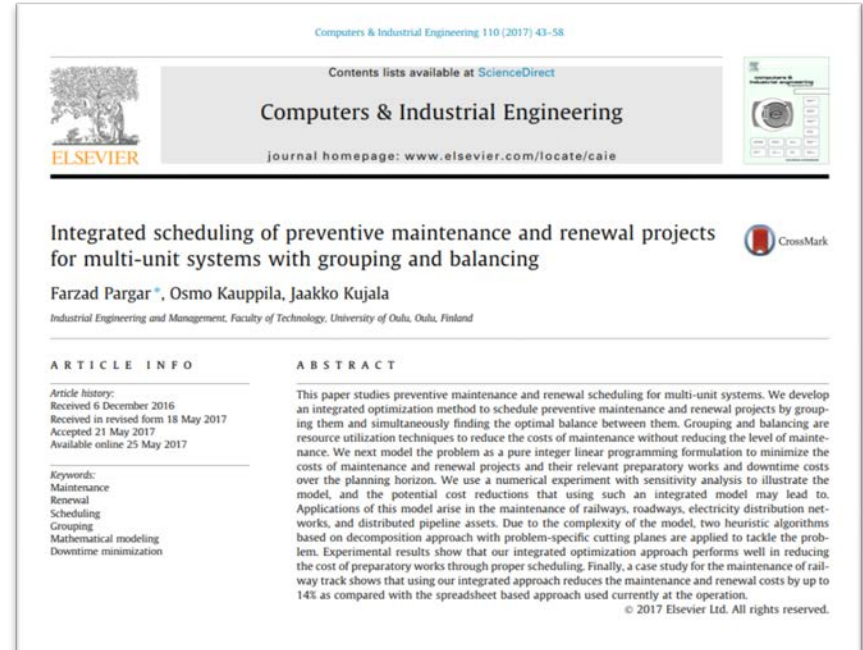 Computers & Industrial Engineering 110 (2017) 43–58
Contents lists available at ScienceDirect
Computers & Industrial Engineering
journal homepage: www.elsevier.com/locate/caie
ELSEVIER
Integrated scheduling of preventive maintenance and renewal projects
for multi-unit systems with grouping and balancing
CrossMark
Farzad Pargar *, Osmo Kauppila, Jaakko Kujala
Industrial Engineering and Management, Faculty of Technology, University of Oulu, Oulu, Finland
ARTICLE INFO
Article history:
Received 6 December 2016
Received in revised form 18 May 2017
Accepted 21 May 2017
Available online 25 May 2017
Keywords:
Maintenance
Renewal
Scheduling
Grouping
Mathematical modeling
Downtime minimization
ABSTRACT
This paper studies preventive maintenance and renewal scheduling for multi-unit systems. We develop
an integrated optimization method to schedule preventive maintenance and renewal projects by group-
ing them and simultaneously finding the optimal balance between them. Grouping and balancing are
resource utilization techniques to reduce the costs of maintenance without reducing the level of mainte-
nance. We next model the problem as a pure integer linear programming formulation to minimize the
costs of maintenance and renewal projects and their relevant preparatory works and downtime costs
over the planning horizon. We use a numerical experiment with sensitivity analysis to illustrate the
model, and the potential cost reductions that using such an integrated model may lead to.
Applications of this model arise in the maintenance of railways, roadways, electricity distribution net-
works, and distributed pipeline assets. Due to the complexity of the model, two heuristic algorithms
based on decomposition approach with problem-specific cutting planes are applied to tackle the prob-
lem. Experimental results show that our integrated optimization approach performs well in reducing
the cost of preparatory works through proper scheduling. Finally, a case study for the maintenance of rail-
way track shows that using our integrated approach reduces the maintenance and renewal costs by up to
14% as compared with the spreadsheet based approach used currently at the operation.
© 2017 Elsevier Ltd. All rights reserved.